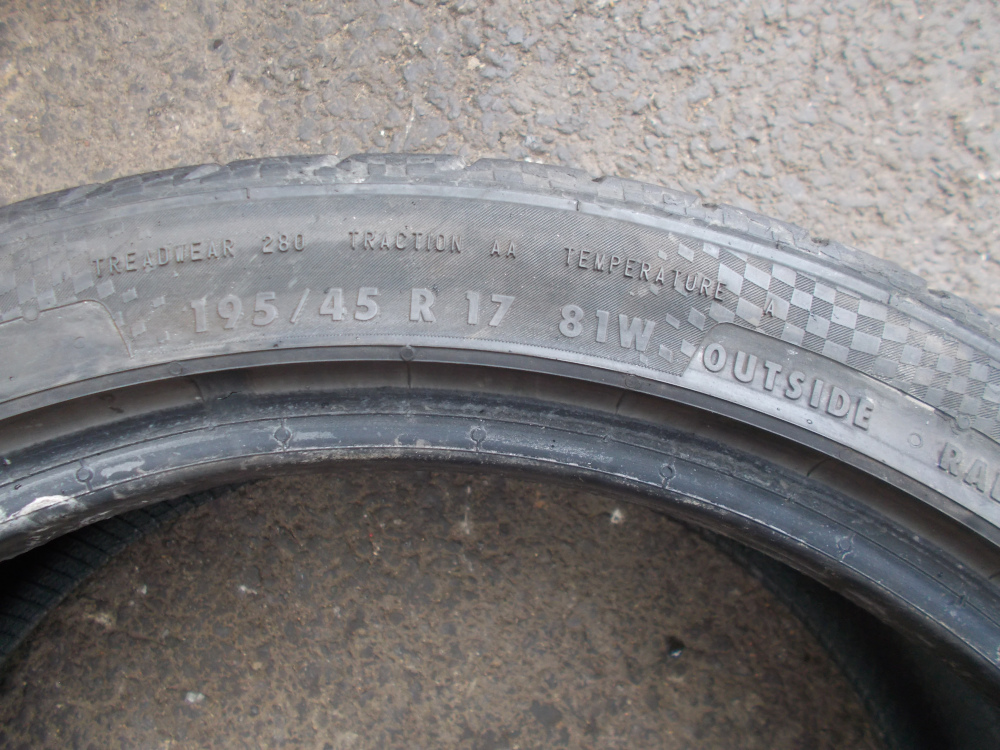 TREADWEAR 280 TRACTION AA TEMPERATURE A
195/45 R 17 81W
OUTSIDE